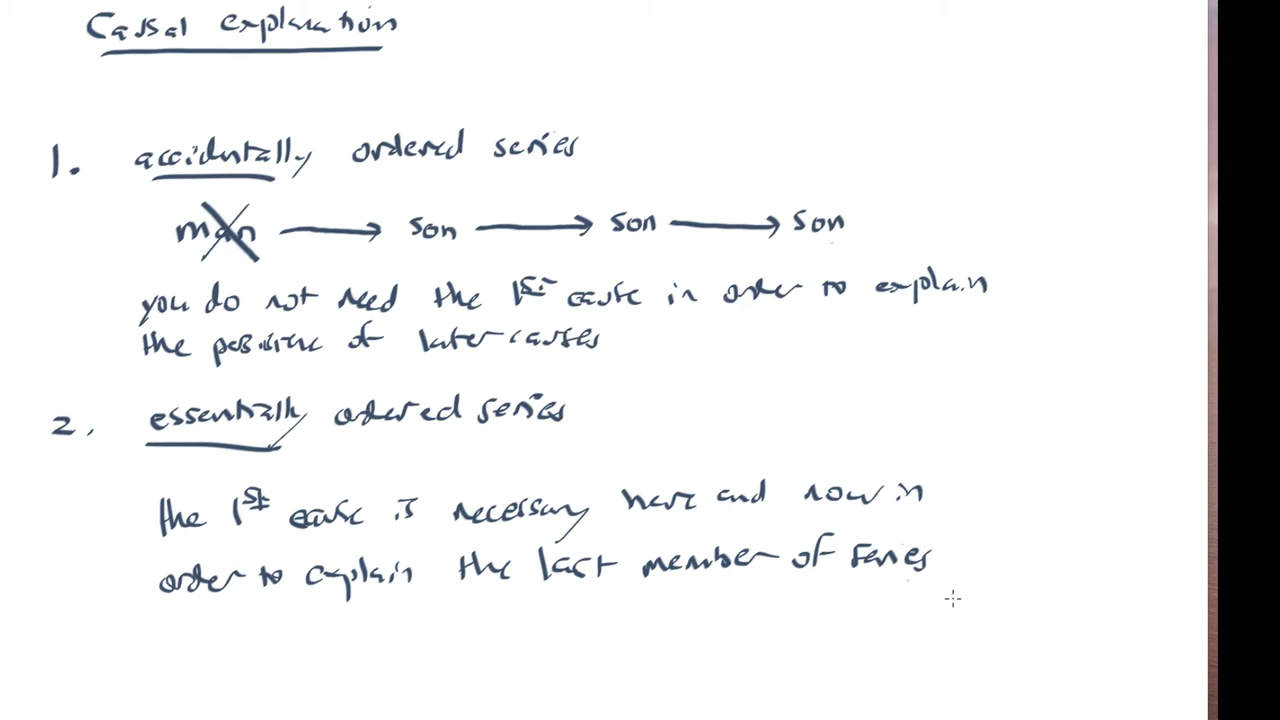 Causal explanation
1. accidentally ordered series
man → son → son → son
you do not need the 1st cause in order to explain
the of later causes
2. essentially ordered series
the 1st cause is necessary here and now in
order to explain the last member of series